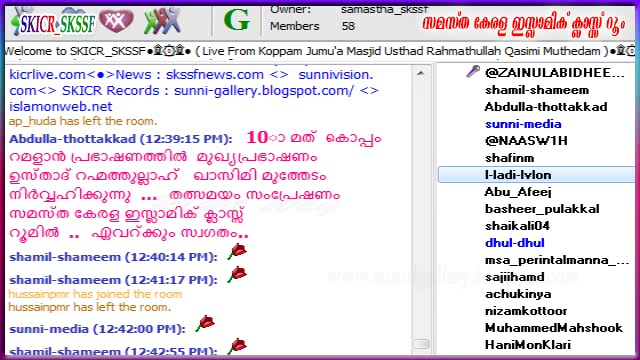 SKICR_SKSSF
G
Owner: samastha_skssf
Members 58
സമസ്ത കേരള ഇസ്ലാമിക് ക്ലാസ്സ് റൂം
Welcome to SKICR_SKSSF ( Live From Koppam Jumu'a Masjid Usthad Rahmathullah Qasimi Muthedam )
kicrlive.com<●>News : skssfnews.com <> sunnivision.
com<> SKICR Records : sunni-gallery.blogspot.com/ <>
islamonweb.net
ap_huda has left the room.
Abdulla-thottakkad (12:39:15 PM): 10ാ മത് കൊപ്പം
റമളാൻ പ്രഭാഷണത്തിൽ മുഖ്യപ്രഭാഷണം
ഉസ്താദ് റഹ്മത്തുല്ലാഹ് ഖാസിമി മുത്തേടം
നിർവ്വഹിക്കുന്നു ... തത്സമയം സംപ്രേഷണം
സമസ്ത കേരള ഇസ്ലാമിക് ക്ലാസ്സ്
റൂമിൽ .. ഏവർക്കും സ്വഗതം..
shamil-shameem (12:40:14 PM):
shamil-shameem (12:41:17 PM):
hussainpmr has joined the room
hussainpmr has left the room.
sunni-media (12:42:00 PM):
shamil-shameem (12:42:55 PM):
@ZAINULABIDHEE...
shamil-shameem
Abdulla-thottakkad
sunni-media
@NAASW1H
shafinm
I-ladi-lvlon
Abu_Afeej
basheer_pulakkal
shaikali04
dhul-dhul
msa_perintalmanna_...
sajiihamd
achukinya
nizamkottoor
MuhammedMahshook
HaniMonKlari